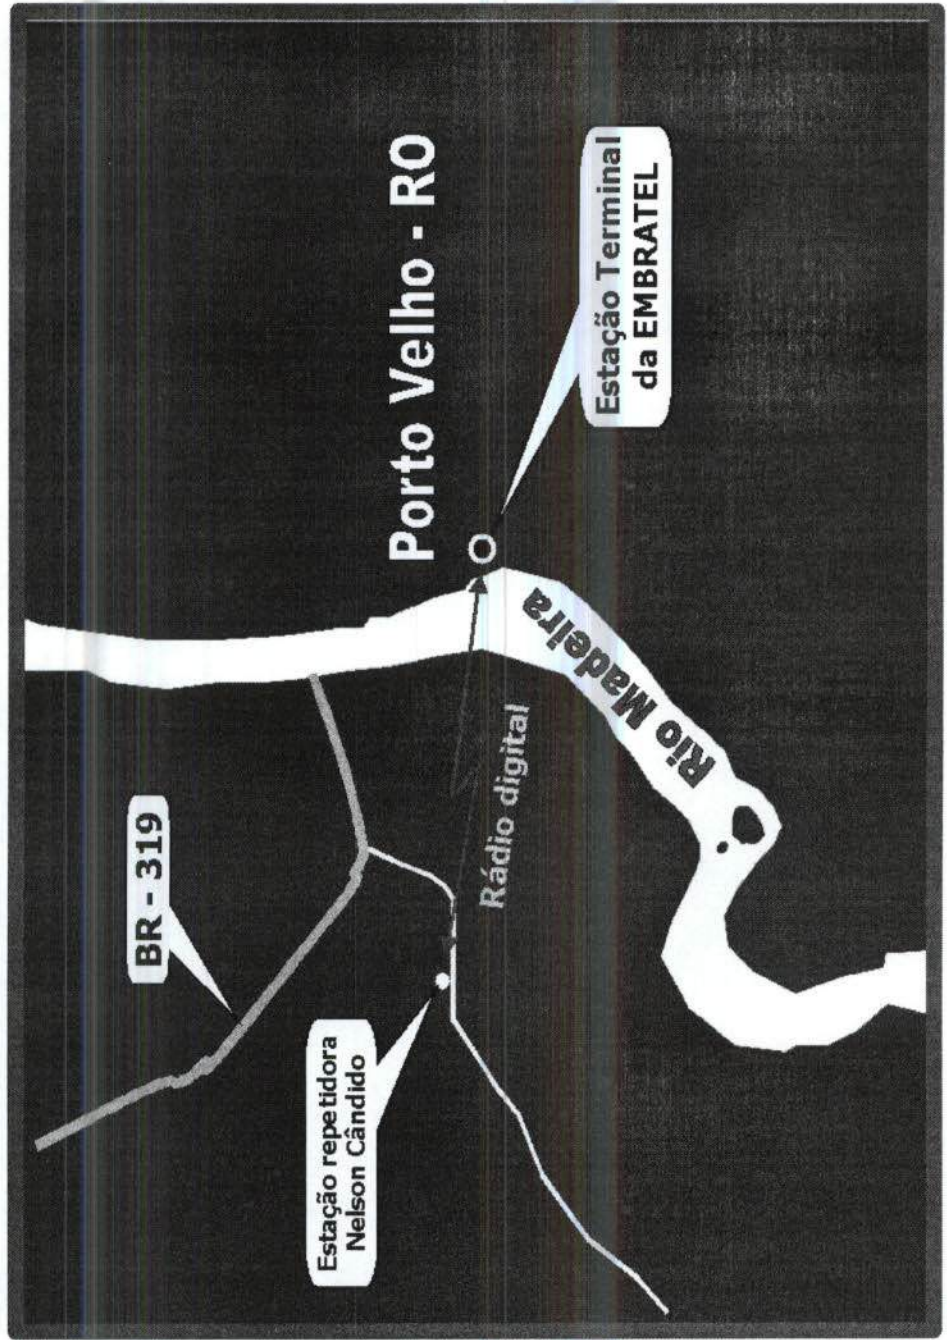 Porto Velho - RO
Estação Terminal
da EMBRATEL
Rio Madeira
Rádio digital
BR - 319
Estação repetidora
Nelson Cândido